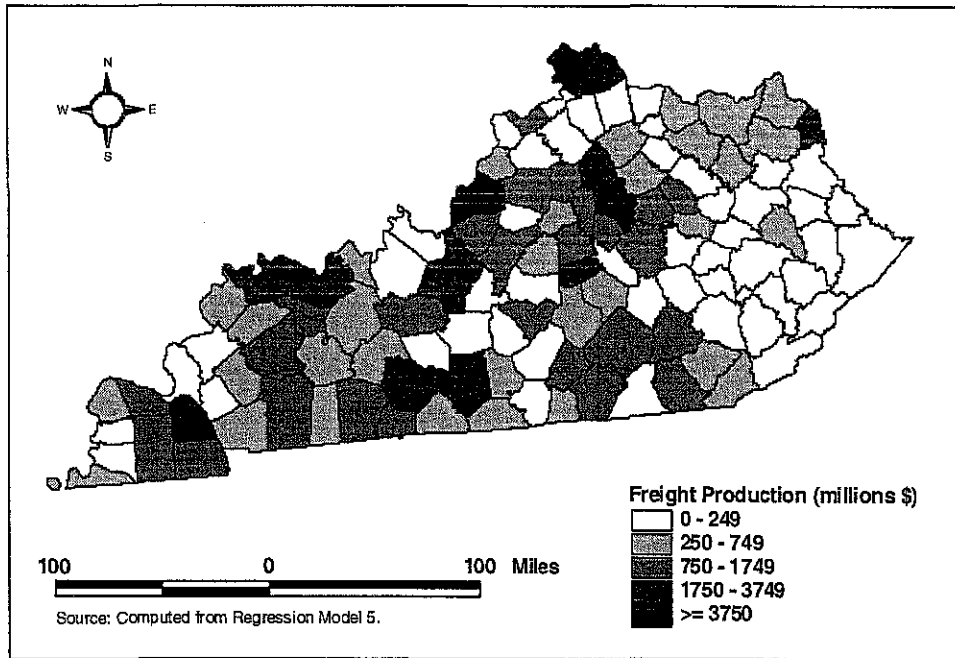 N
W E
S
Freight Production (millions $)
0 - 249
250 - 749
750 - 1749
1750 - 3749
>= 3750
100 0 100 Miles
Source: Computed from Regression Model 5.